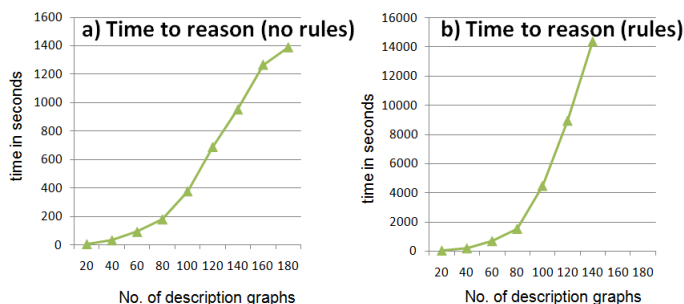 a) Time to reason (no rules)
time in seconds
1600
1400
1200
1000
800
600
400
200
0
20 40 60 80 100 120 140 160 180
No. of description graphs
b) Time to reason (rules)
time in seconds
16000
14000
12000
10000
8000
6000
4000
2000
0
20 40 60 80 100 120 140 160 180
No. of description graphs